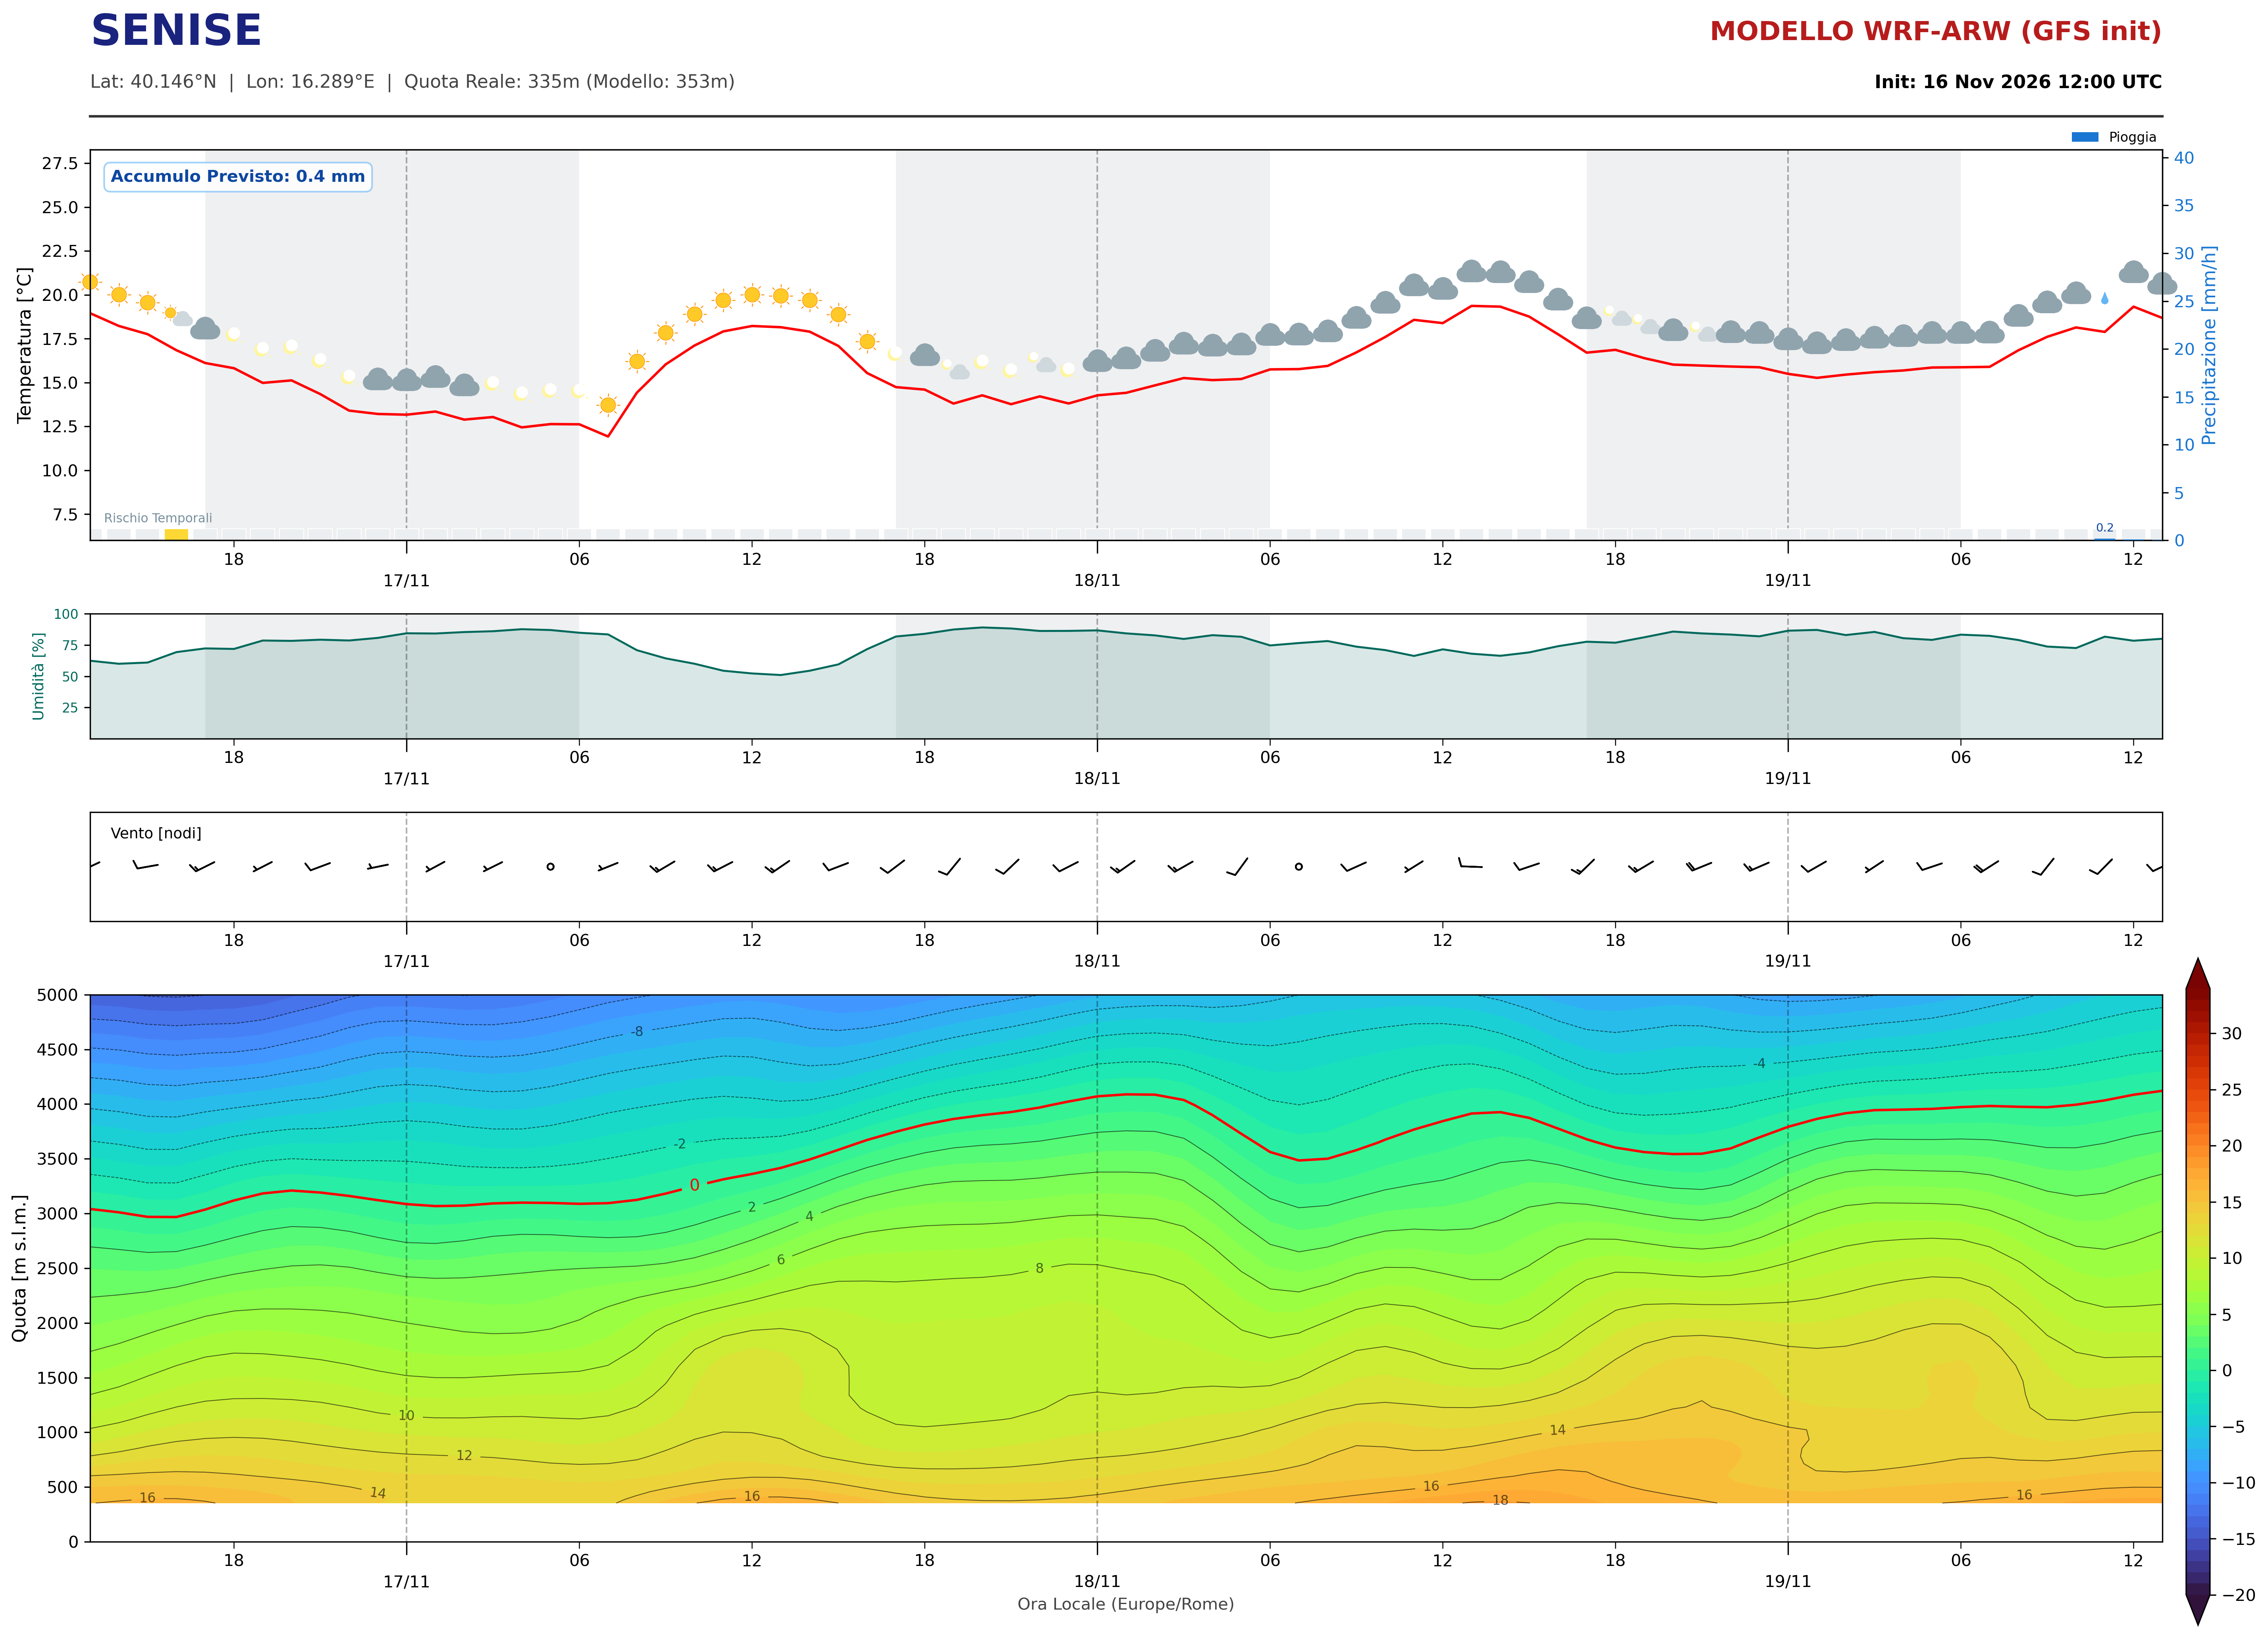 SENISE
MODELLO WRF-ARW (GFS init)
Lat: 40.146°N | Lon: 16.289°E | Quota Reale: 335m (Modello: 353m)
Init: 16 Nov 2026 12:00 UTC
Pioggia
Accumulo Previsto: 0.4 mm
27.5
25.0
22.5
20.0
17.5
15.0
12.5
10.0
7.5
Temperatura [°C]
40
35
30
25
20
15
10
5
0
Precipitazione [mm/h]
Rischio Temporali
0.2
18 06 12 18 06 12 18 06 12
17/11 18/11 19/11
100
75
50
25
Umidità [%]
18 06 12 18 06 12 18 06 12
17/11 18/11 19/11
Vento [nodi]
18 06 12 18 06 12 18 06 12
17/11 18/11 19/11
5000
4500
4000
3500
3000
2500
2000
1500
1000
500
0
Quota [m s.l.m.]
-8
-4
-2
0
2
4
6
8
10
12
14
14
16
16
16
18
16
30
25
20
15
10
5
0
−5
−10
−15
−20
18 06 12 18 06 12 18 06 12
17/11 18/11 19/11
Ora Locale (Europe/Rome)